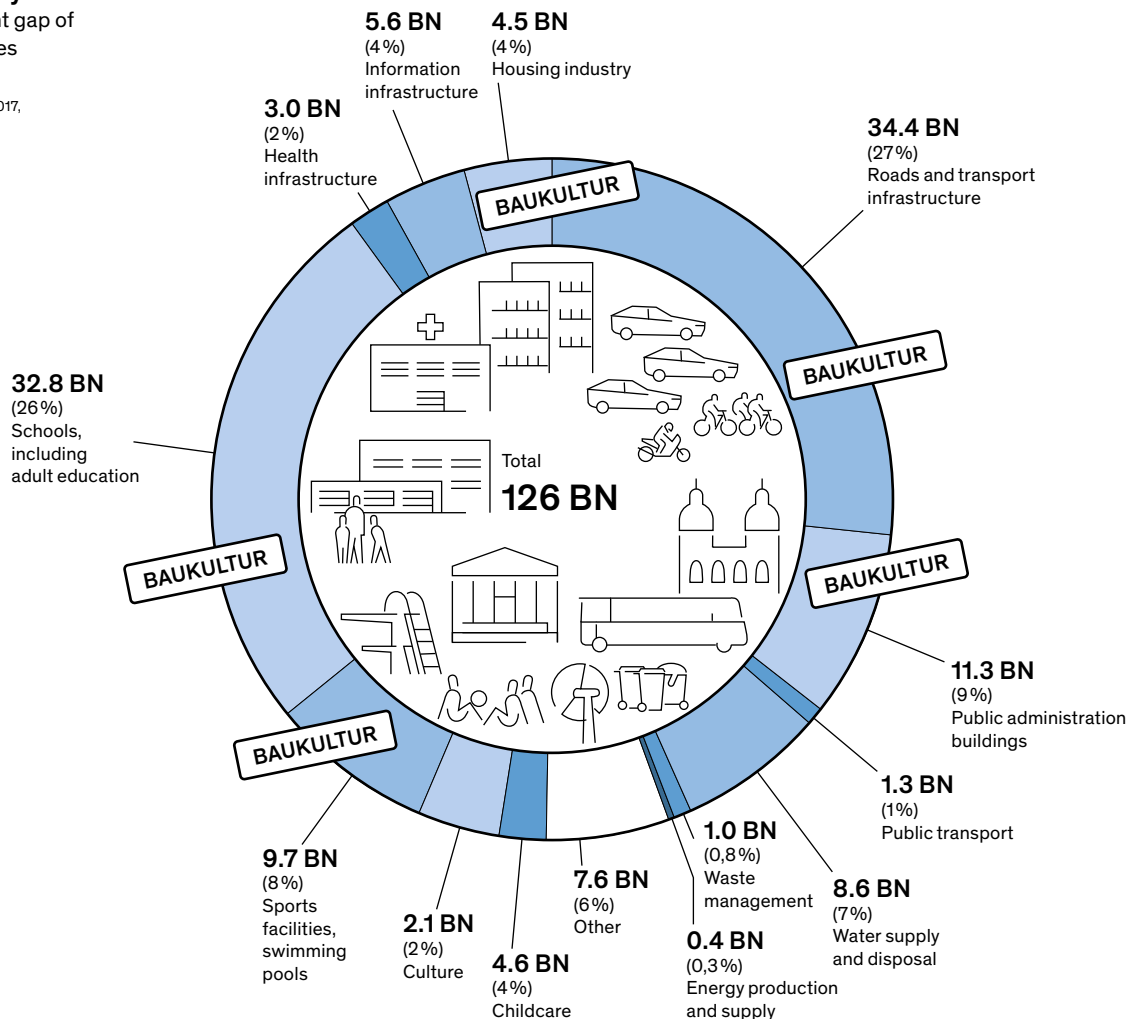 nt gap of
es
017,
5.6 BN
(4%)
Information
infrastructure
4.5 BN
(4%)
Housing industry
3.0 BN
(2%)
Health
infrastructure
34.4 BN
(27%)
Roads and transport
infrastructure
BAUKULTUR
BAUKULTUR
32.8 BN
(26%)
Schools,
including
adult education
Total
126 BN
BAUKULTUR
BAUKULTUR
BAUKULTUR
11.3 BN
(9%)
Public administration
buildings
1.3 BN
(1%)
Public transport
8.6 BN
(7%)
Water supply
and disposal
1.0 BN
(0,8%)
Waste
management
0.4 BN
(0,3%)
Energy production
and supply
7.6 BN
(6%)
Other
4.6 BN
(4%)
Childcare
2.1 BN
(2%)
Culture
9.7 BN
(8%)
Sports
facilities,
swimming
pools